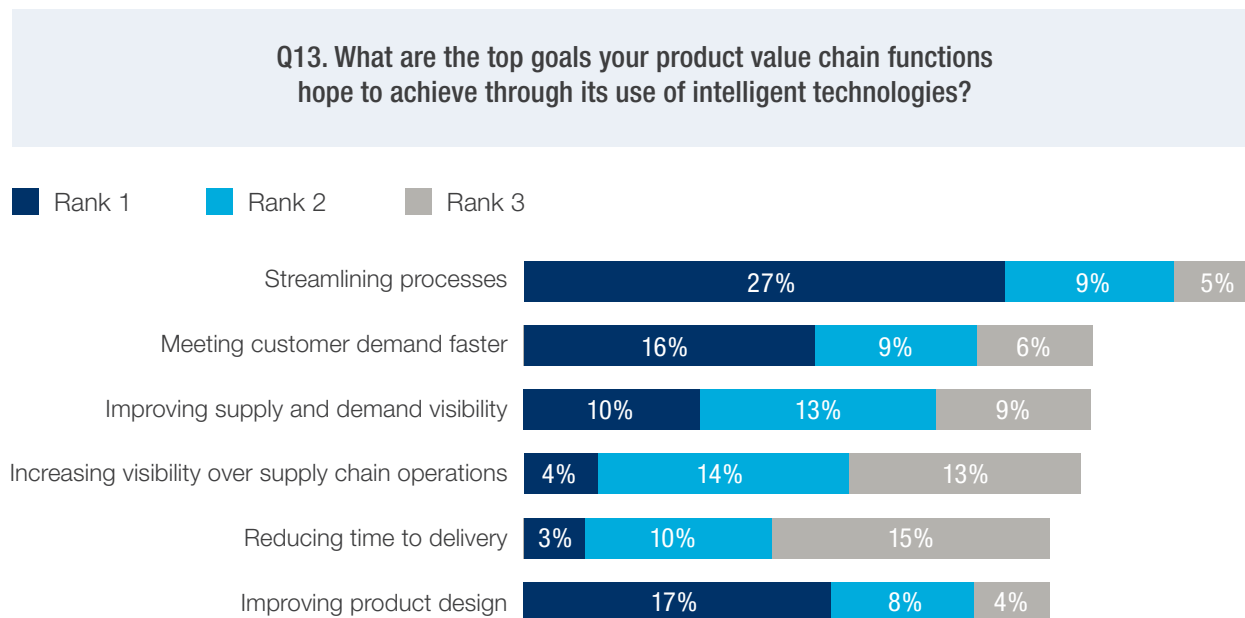 Q13. What are the top goals your product value chain functions
hope to achieve through its use of intelligent technologies?
Rank 1 Rank 2 Rank 3
Streamlining processes 27% 9% 5%
Meeting customer demand faster 16% 9% 6%
Improving supply and demand visibility 10% 13% 9%
Increasing visibility over supply chain operations 4% 14% 13%
Reducing time to delivery 3% 10% 15%
Improving product design 17% 8% 4%